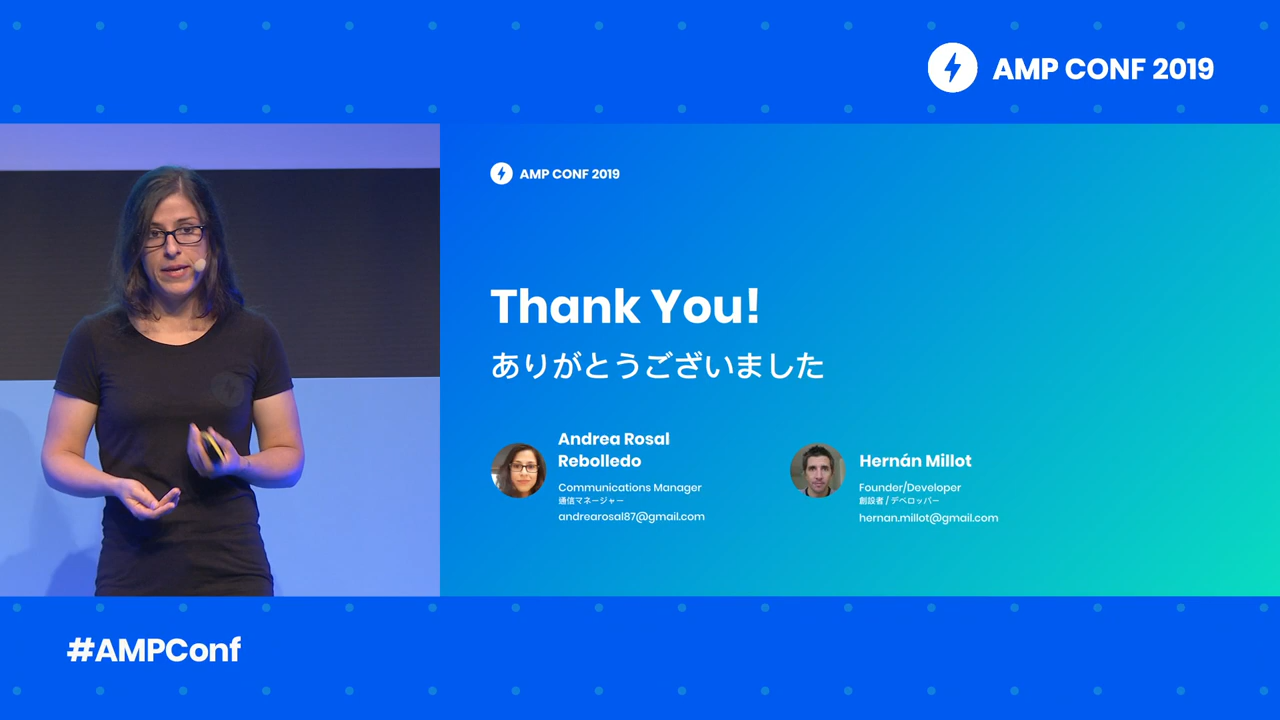 AMP CONF 2019
AMP CONF 2019
Thank You!
ありがとうございました
Andrea Rosal
Rebolledo
Communications Manager
通信マネージャー
andrearosal87@gmail.com
Hernán Millot
Founder/Developer
創設者 / デベロッパー
hernan.millot@gmail.com
#AMPConf